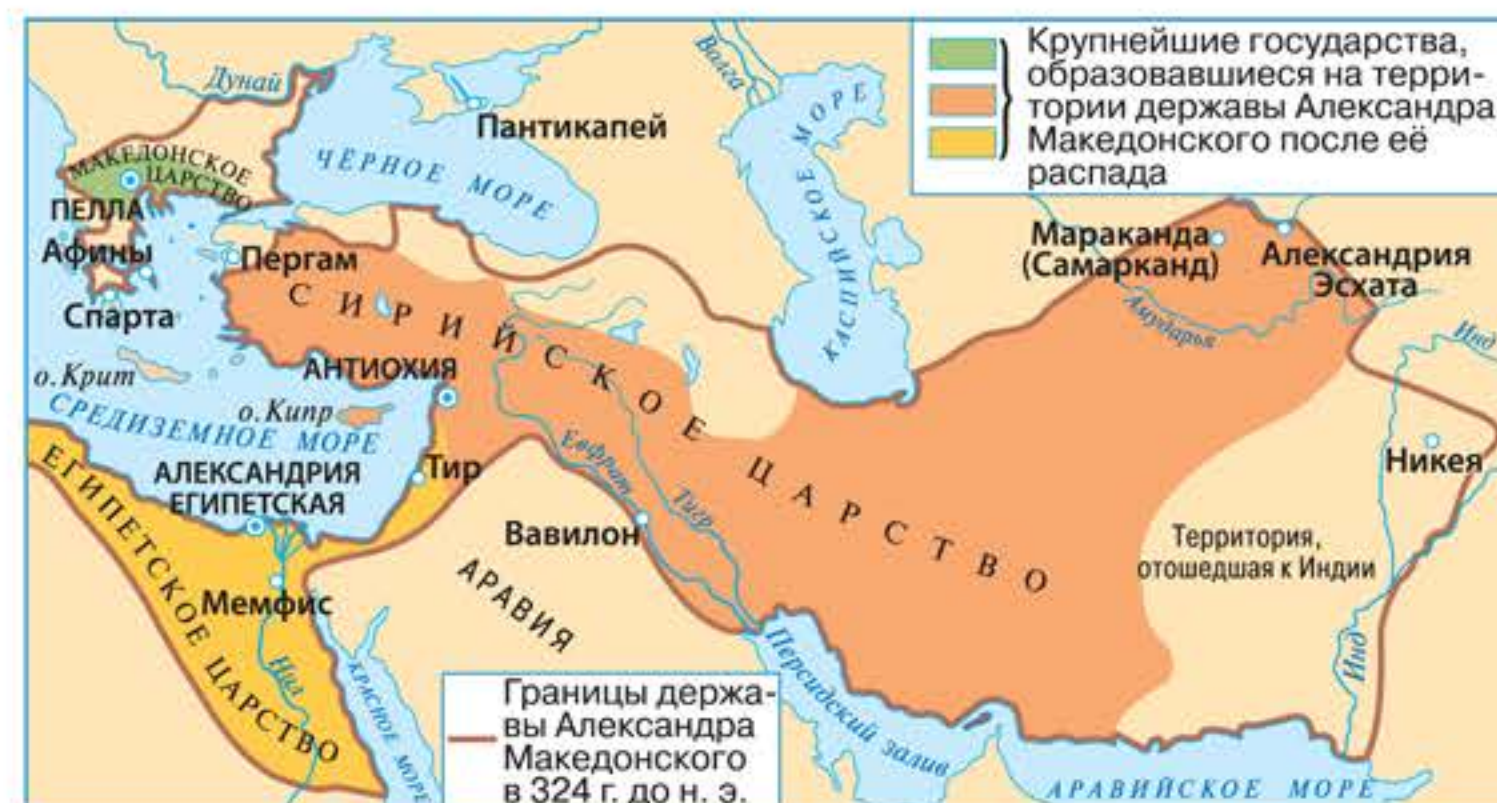 Крупнейшие государства,
образовавшиеся на терри-
тории державы Александра
Македонского после её
распада
Дунай
Волга
Пантикапей
МАКЕДОНСКОЕ
ЦАРСТВО
ЧЁРНОЕ МОРЕ
КАСПИЙСКОЕ МОРЕ
КАСПИЙСКОЕ
ПЕЛЛА
Афины
Пергам
Спарта
Мараканда
(Самарканд)
Александрия
Эсхата
Амударья
Инд
СИРИЙСКОЕ ЦАРСТВО
о. Крит
АНТИОХИЯ
о. Кипр
СРЕДИЗЕМНОЕ МОРЕ
АЛЕКСАНДРИЯ
ЕГИПЕТСКАЯ
Тир
Евфрат
Тигр
Вавилон
Никея
Территория,
отошедшая к Индии
ЕГИПЕТСКОЕ ЦАРСТВО
Мемфис
Нил
АРАВИЯ
КРАСНОЕ МОРЕ
Персидский залив
Инд
АРАВИЙСКОЕ МОРЕ
Границы держа-
вы Александра
Македонского
в 324 г. до н. э.